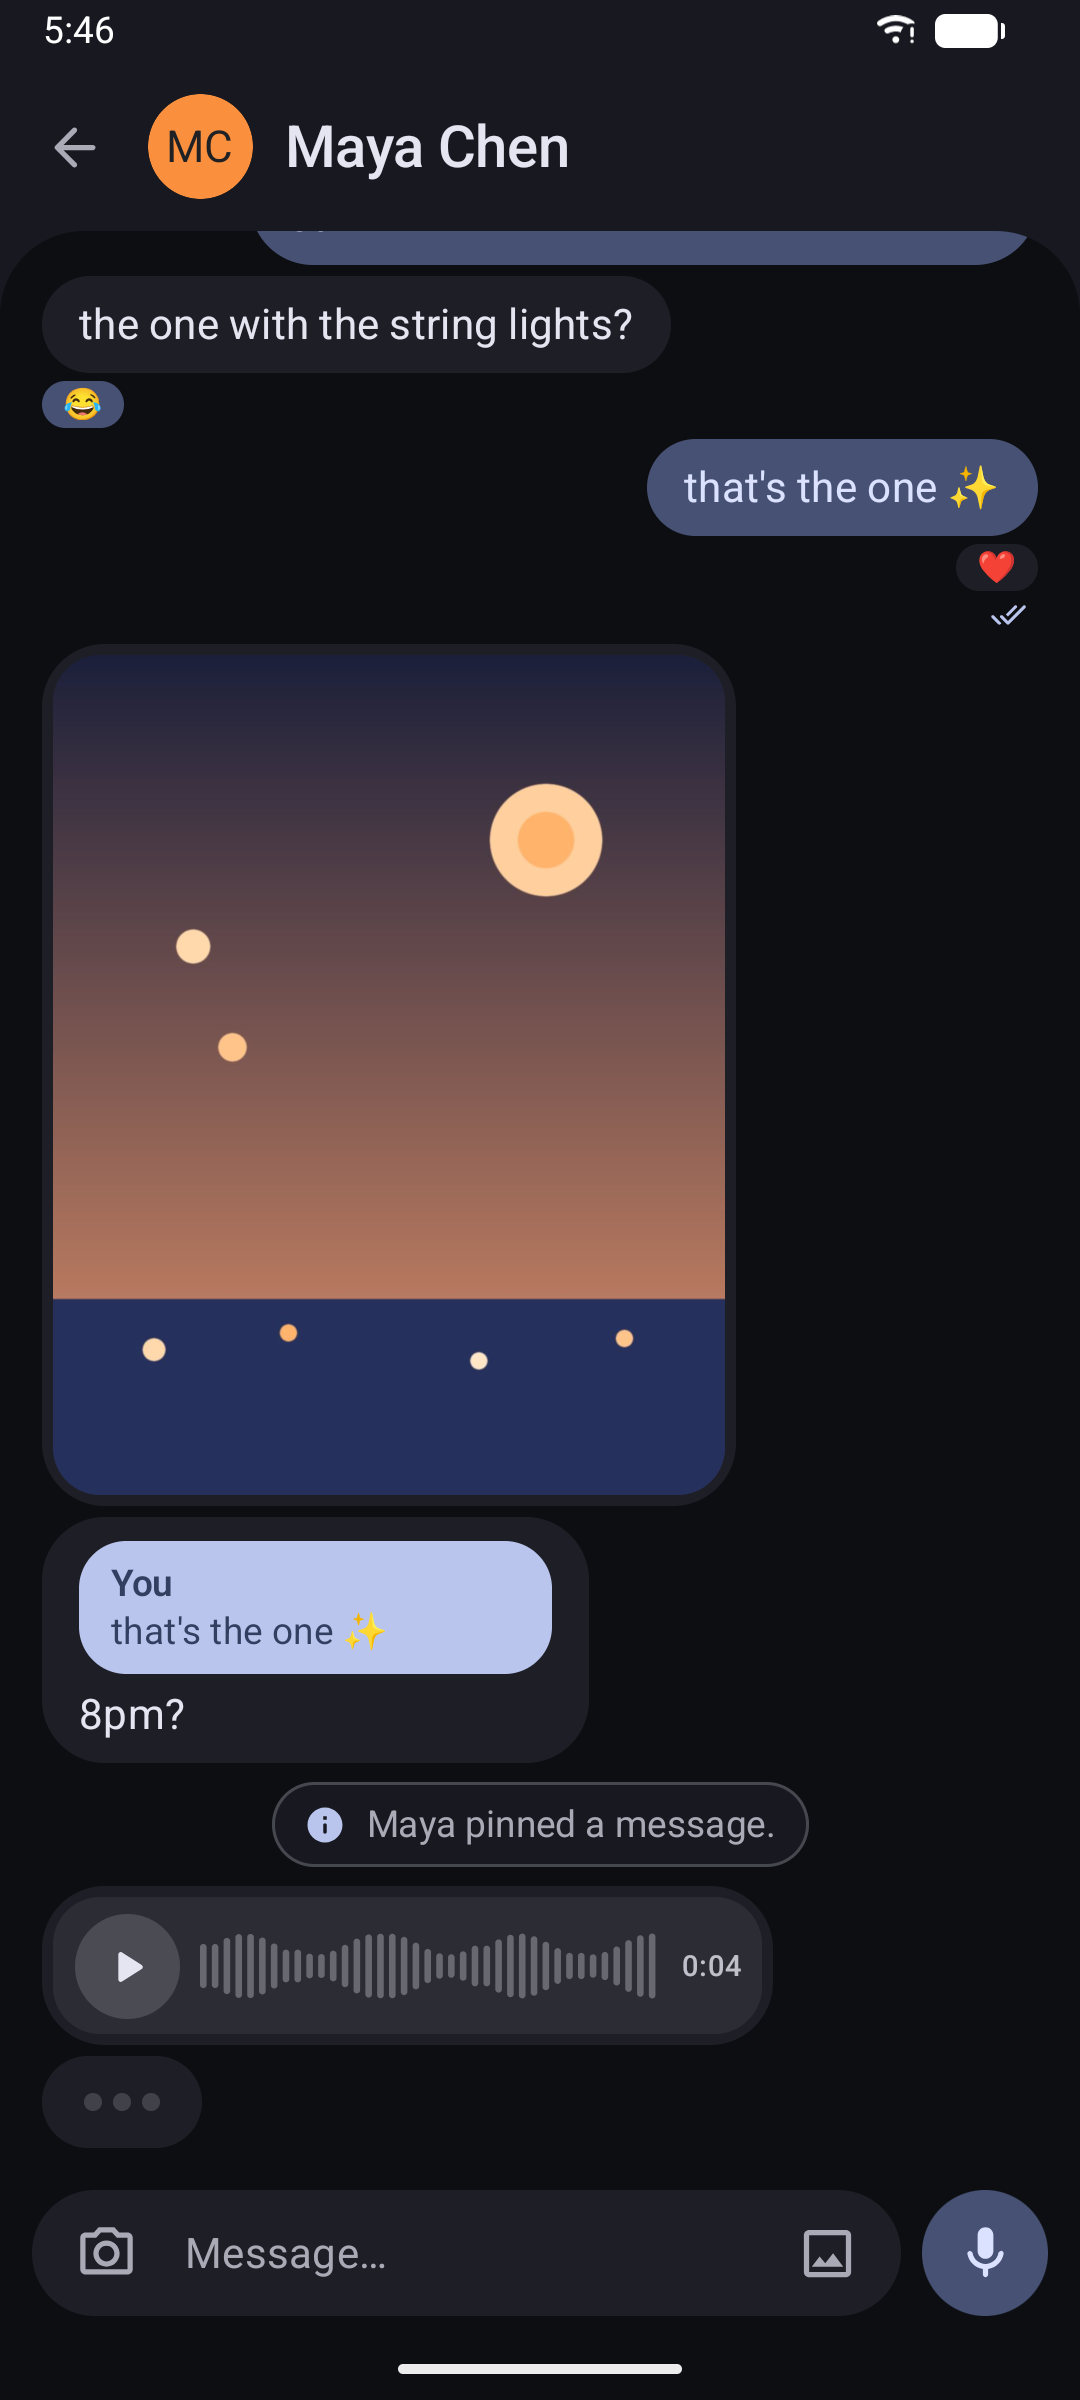 5:46
MC
Maya Chen
the one with the string lights?
😂
that's the one ✨
❤️
You
that's the one ✨
8pm?
Maya pinned a message.
0:04
Message…